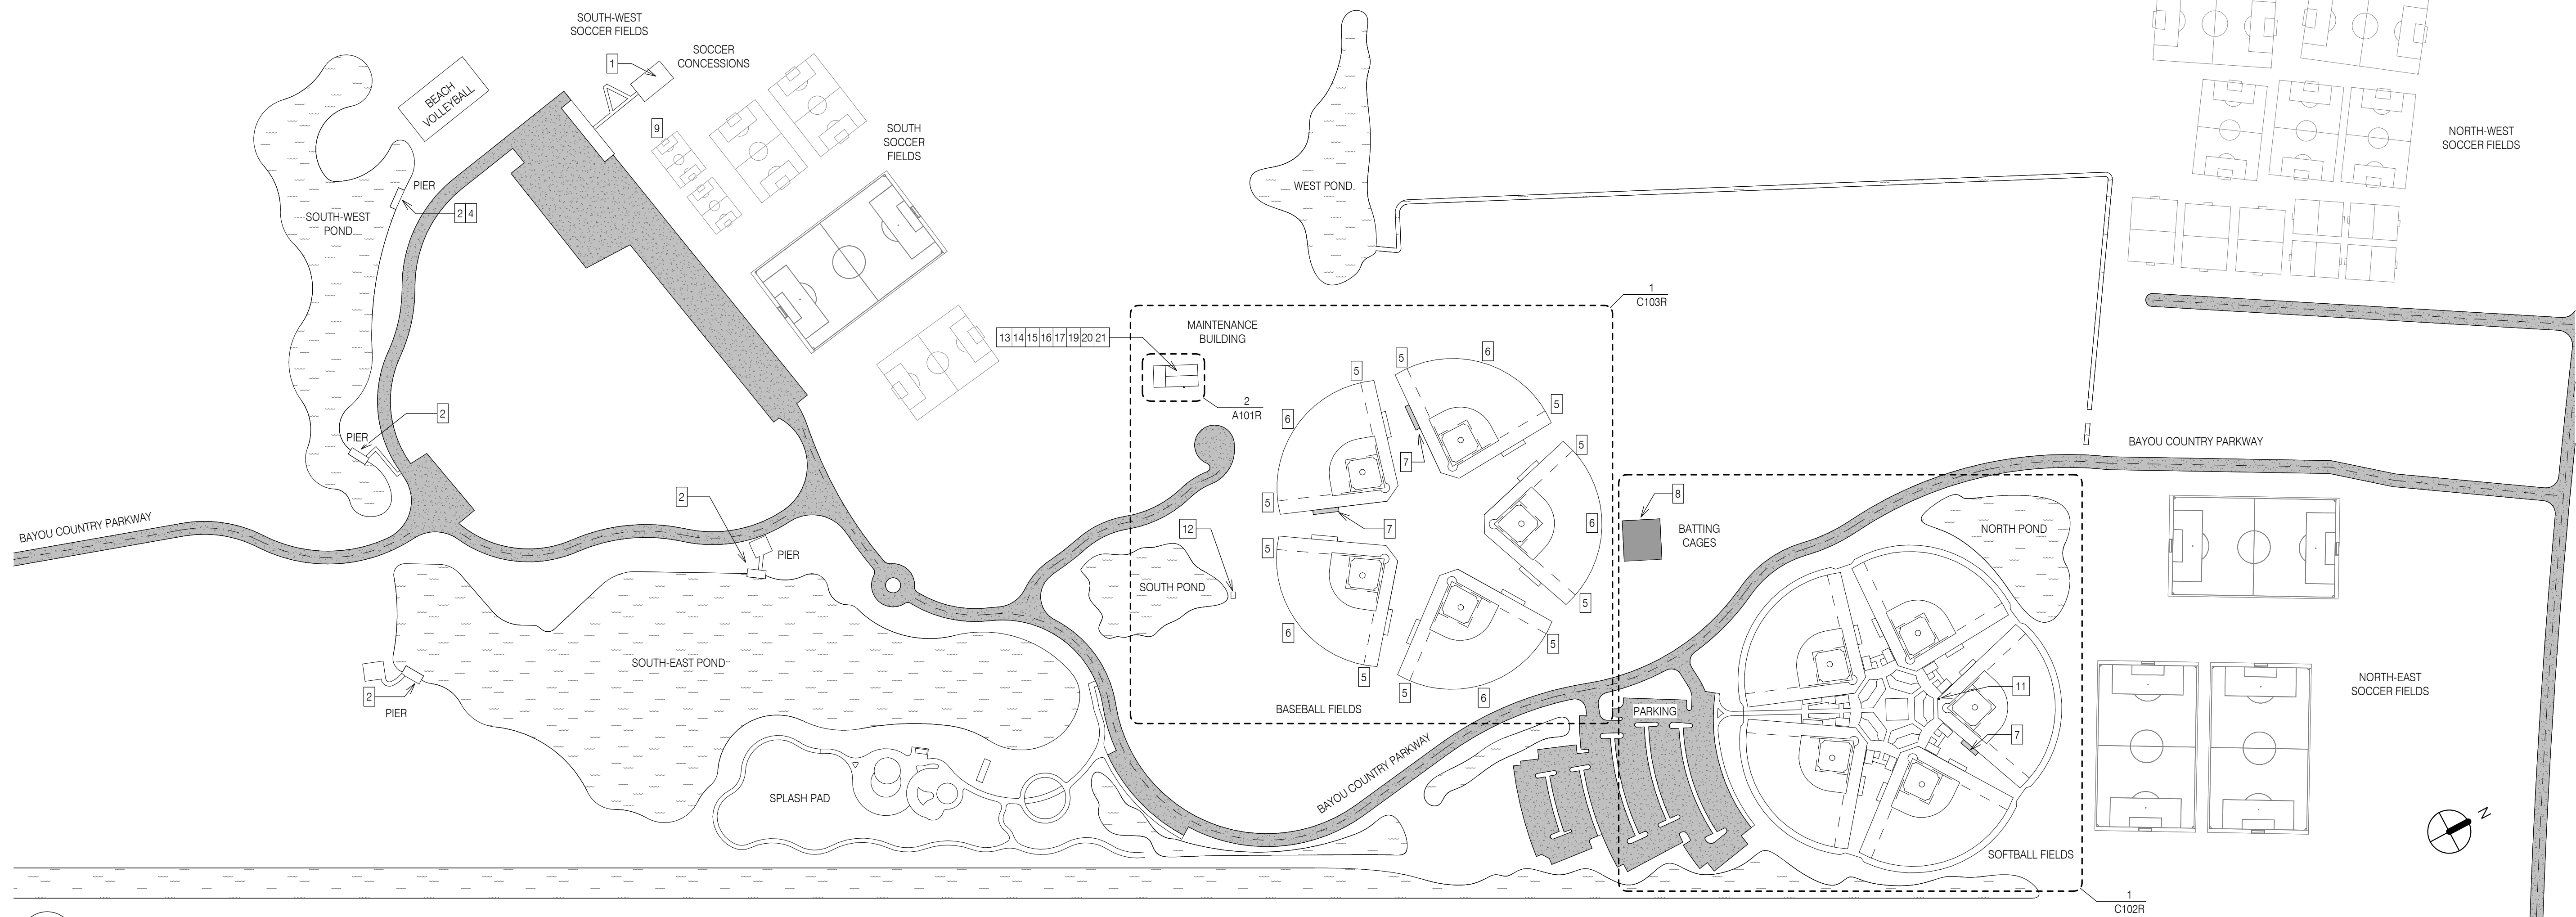 SOUTH-WEST
SOCCER FIELDS
SOCCER
CONCESSIONS
1
BEACH
VOLLEYBALL
9
SOUTH
SOCCER
FIELDS
PIER
2 4
SOUTH-WEST
POND
PIER
2
BAYOU COUNTRY PARKWAY
2
PIER
SOUTH-EAST POND
2
PIER
SPLASH PAD
WEST POND
NORTH-WEST
SOCCER FIELDS
1
C103R
MAINTENANCE
BUILDING
13 14 15 16 17 19 20 21
2
A101R
5
6
5
5
6
5
7
5
7
12
5
5
6
5
SOUTH POND
6
5
5
6
5
BASEBALL FIELDS
8
BATTING
CAGES
BAYOU COUNTRY PARKWAY
NORTH POND
11
7
PARKING
BAYOU COUNTRY PARKWAY
NORTH-EAST
SOCCER FIELDS
SOFTBALL FIELDS
N
1
C102R